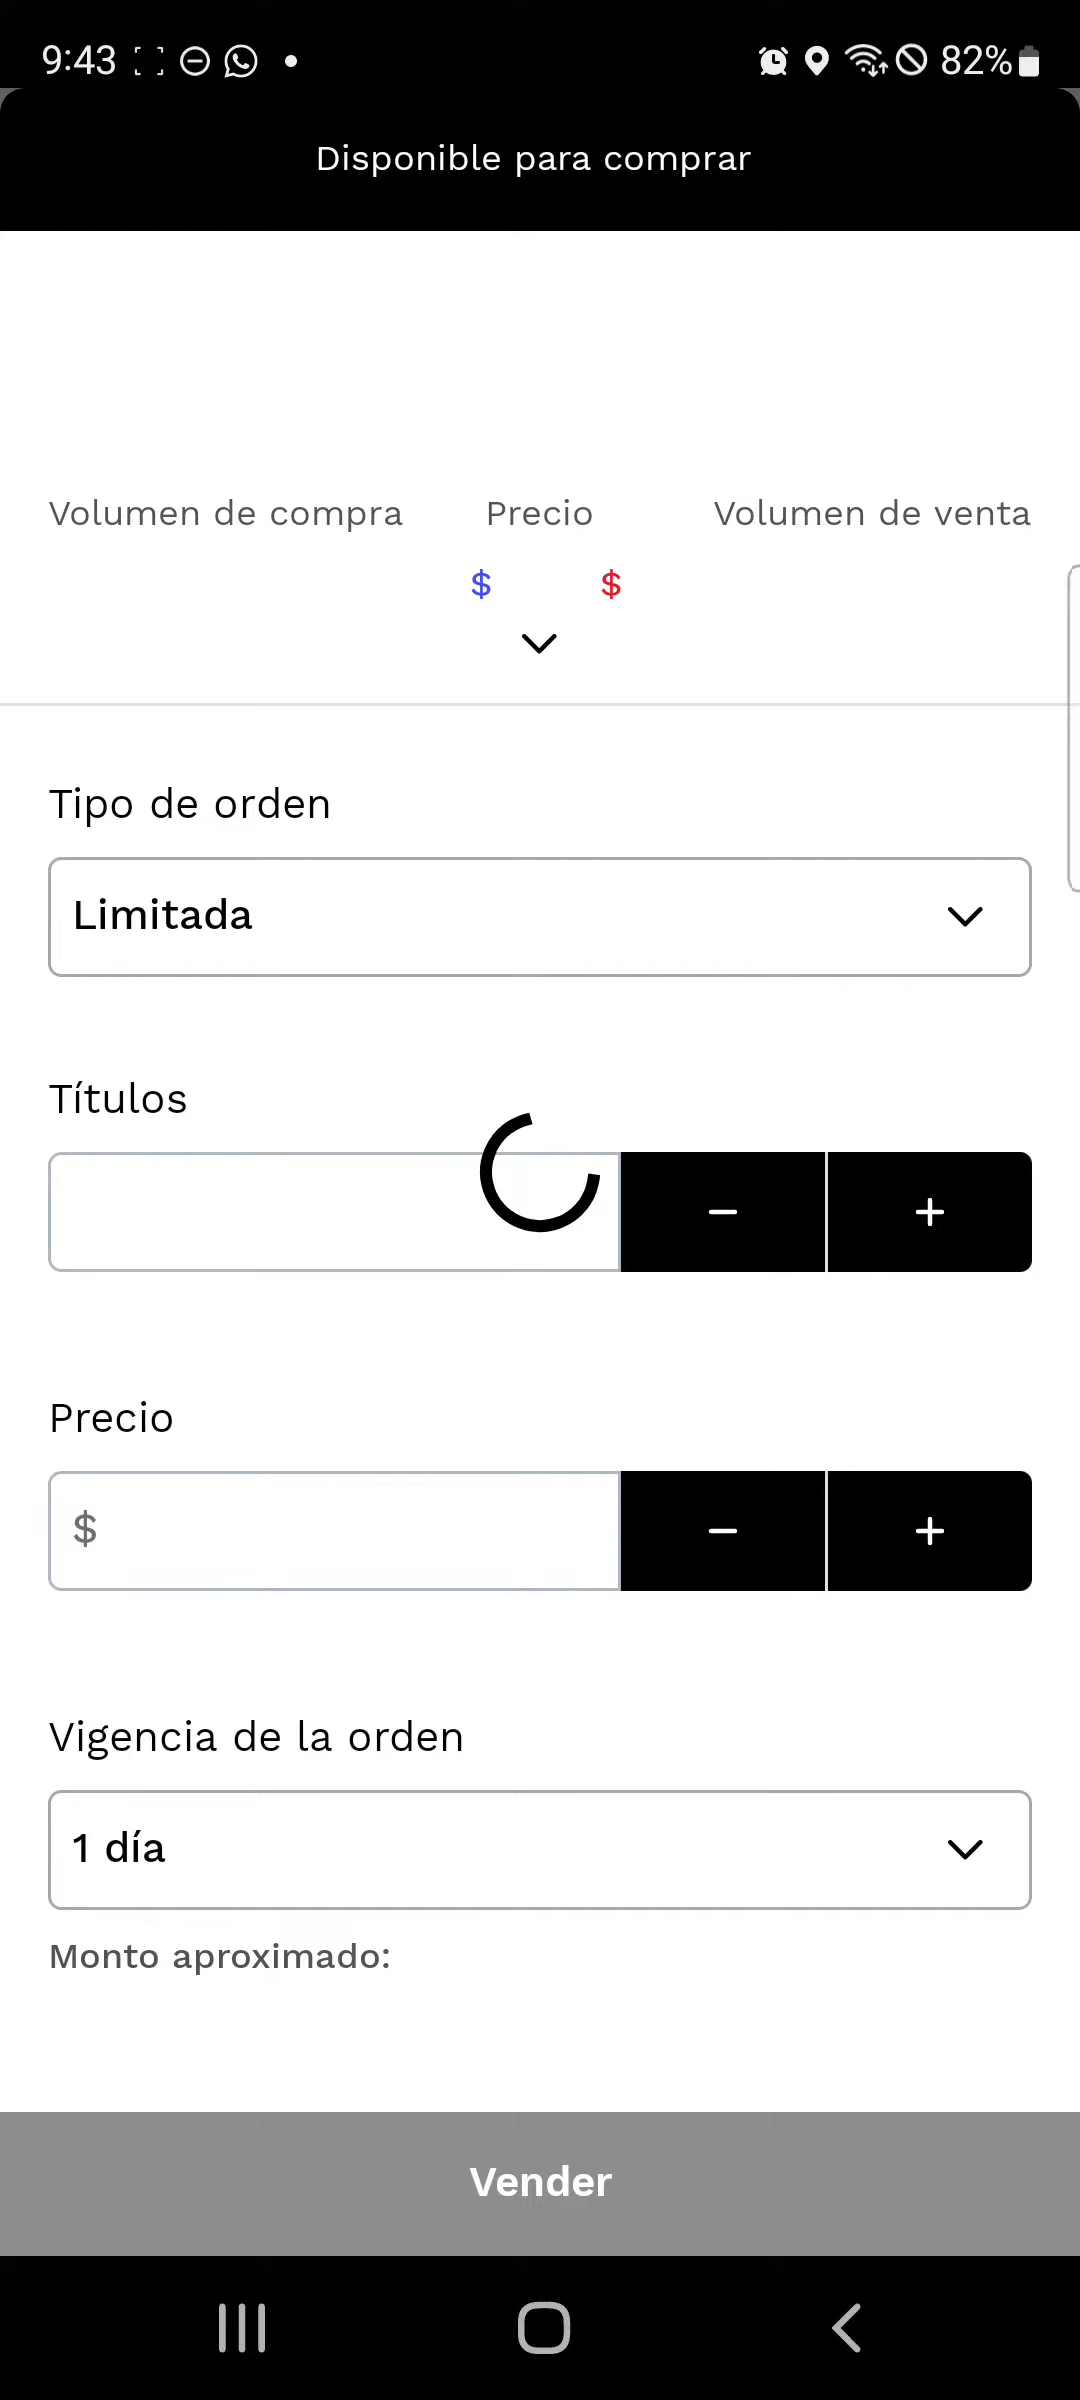 9:43
82%
Disponible para comprar
Volumen de compra Precio Volumen de venta
$ $
Tipo de orden
Limitada
Títulos
− +
Precio
$ − +
Vigencia de la orden
1 día
Monto aproximado:
Vender